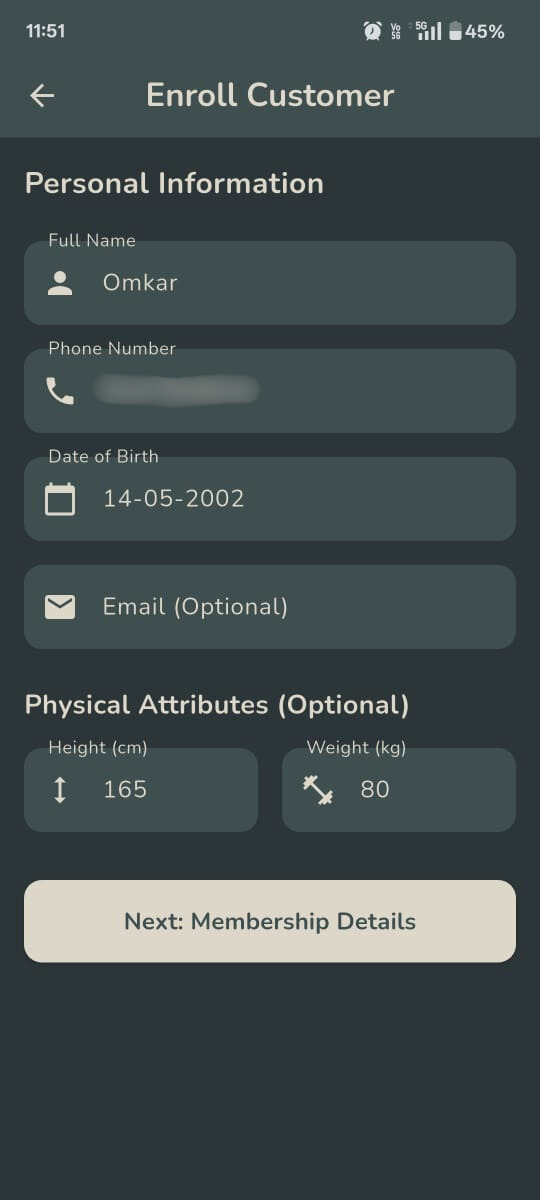 11:51 Vo 5G 5G 45%
Enroll Customer
Personal Information
Full Name
Omkar
Phone Number
Date of Birth
14-05-2002
Email (Optional)
Physical Attributes (Optional)
Height (cm) Weight (kg)
165 80
Next: Membership Details